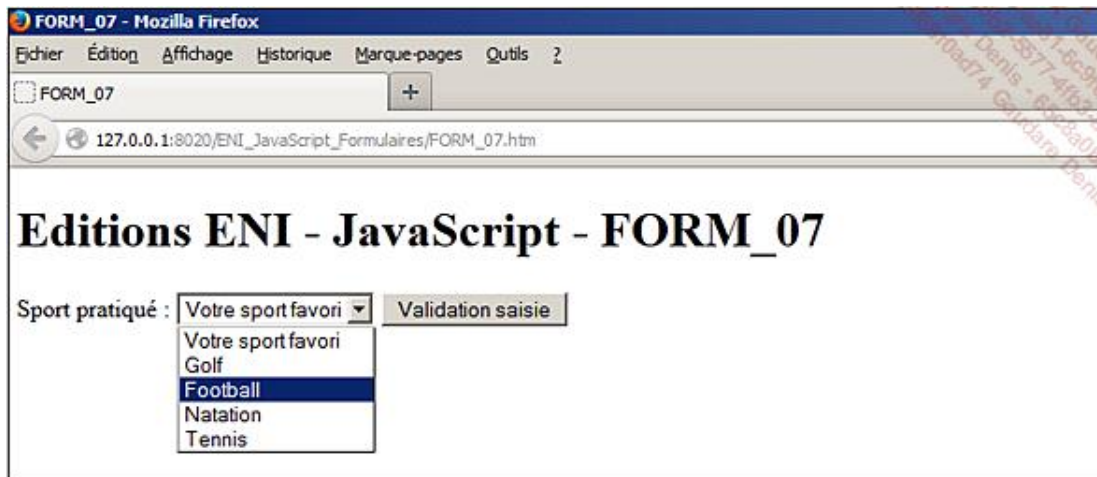 FORM_07 - Mozilla Firefox
Fichier Édition Affichage Historique Marque-pages Outils ?
FORM_07 +
127.0.0.1:8020/ENI_JavaScript_Formulaires/FORM_07.htm
Editions ENI - JavaScript - FORM_07
Sport pratiqué : Votre sport favori Validation saisie
Votre sport favori
Golf
Football
Natation
Tennis